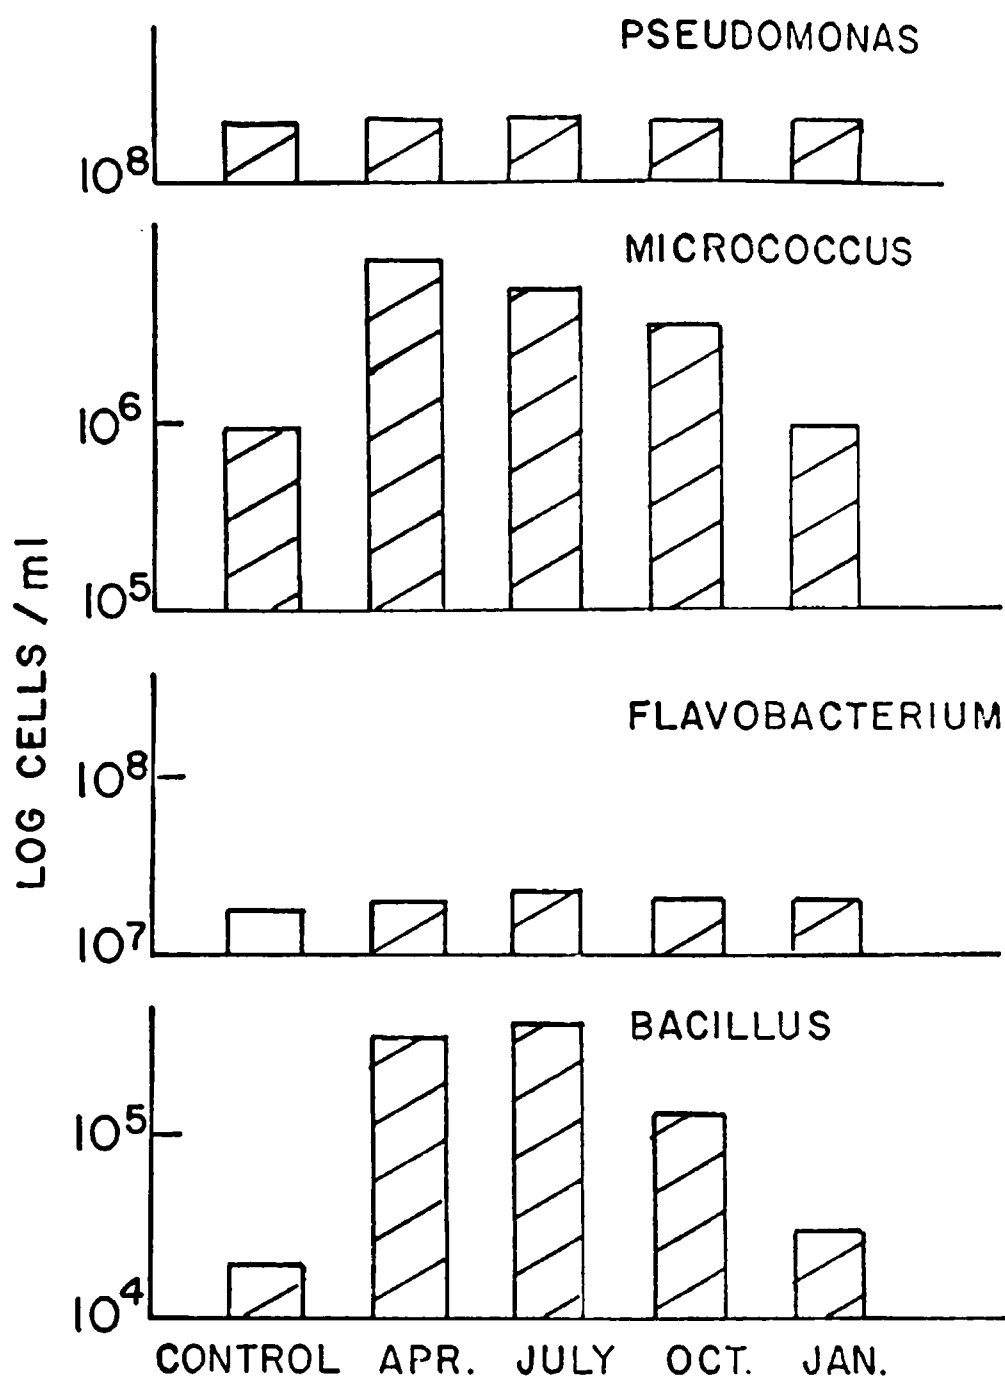 PSEUDOMONAS
10⁸
MICROCOCCUS
10⁶
10⁵
LOG CELLS / ml
FLAVOBACTERIUM
10⁸
10⁷
BACILLUS
10⁵
10⁴
CONTROL APR. JULY OCT. JAN.